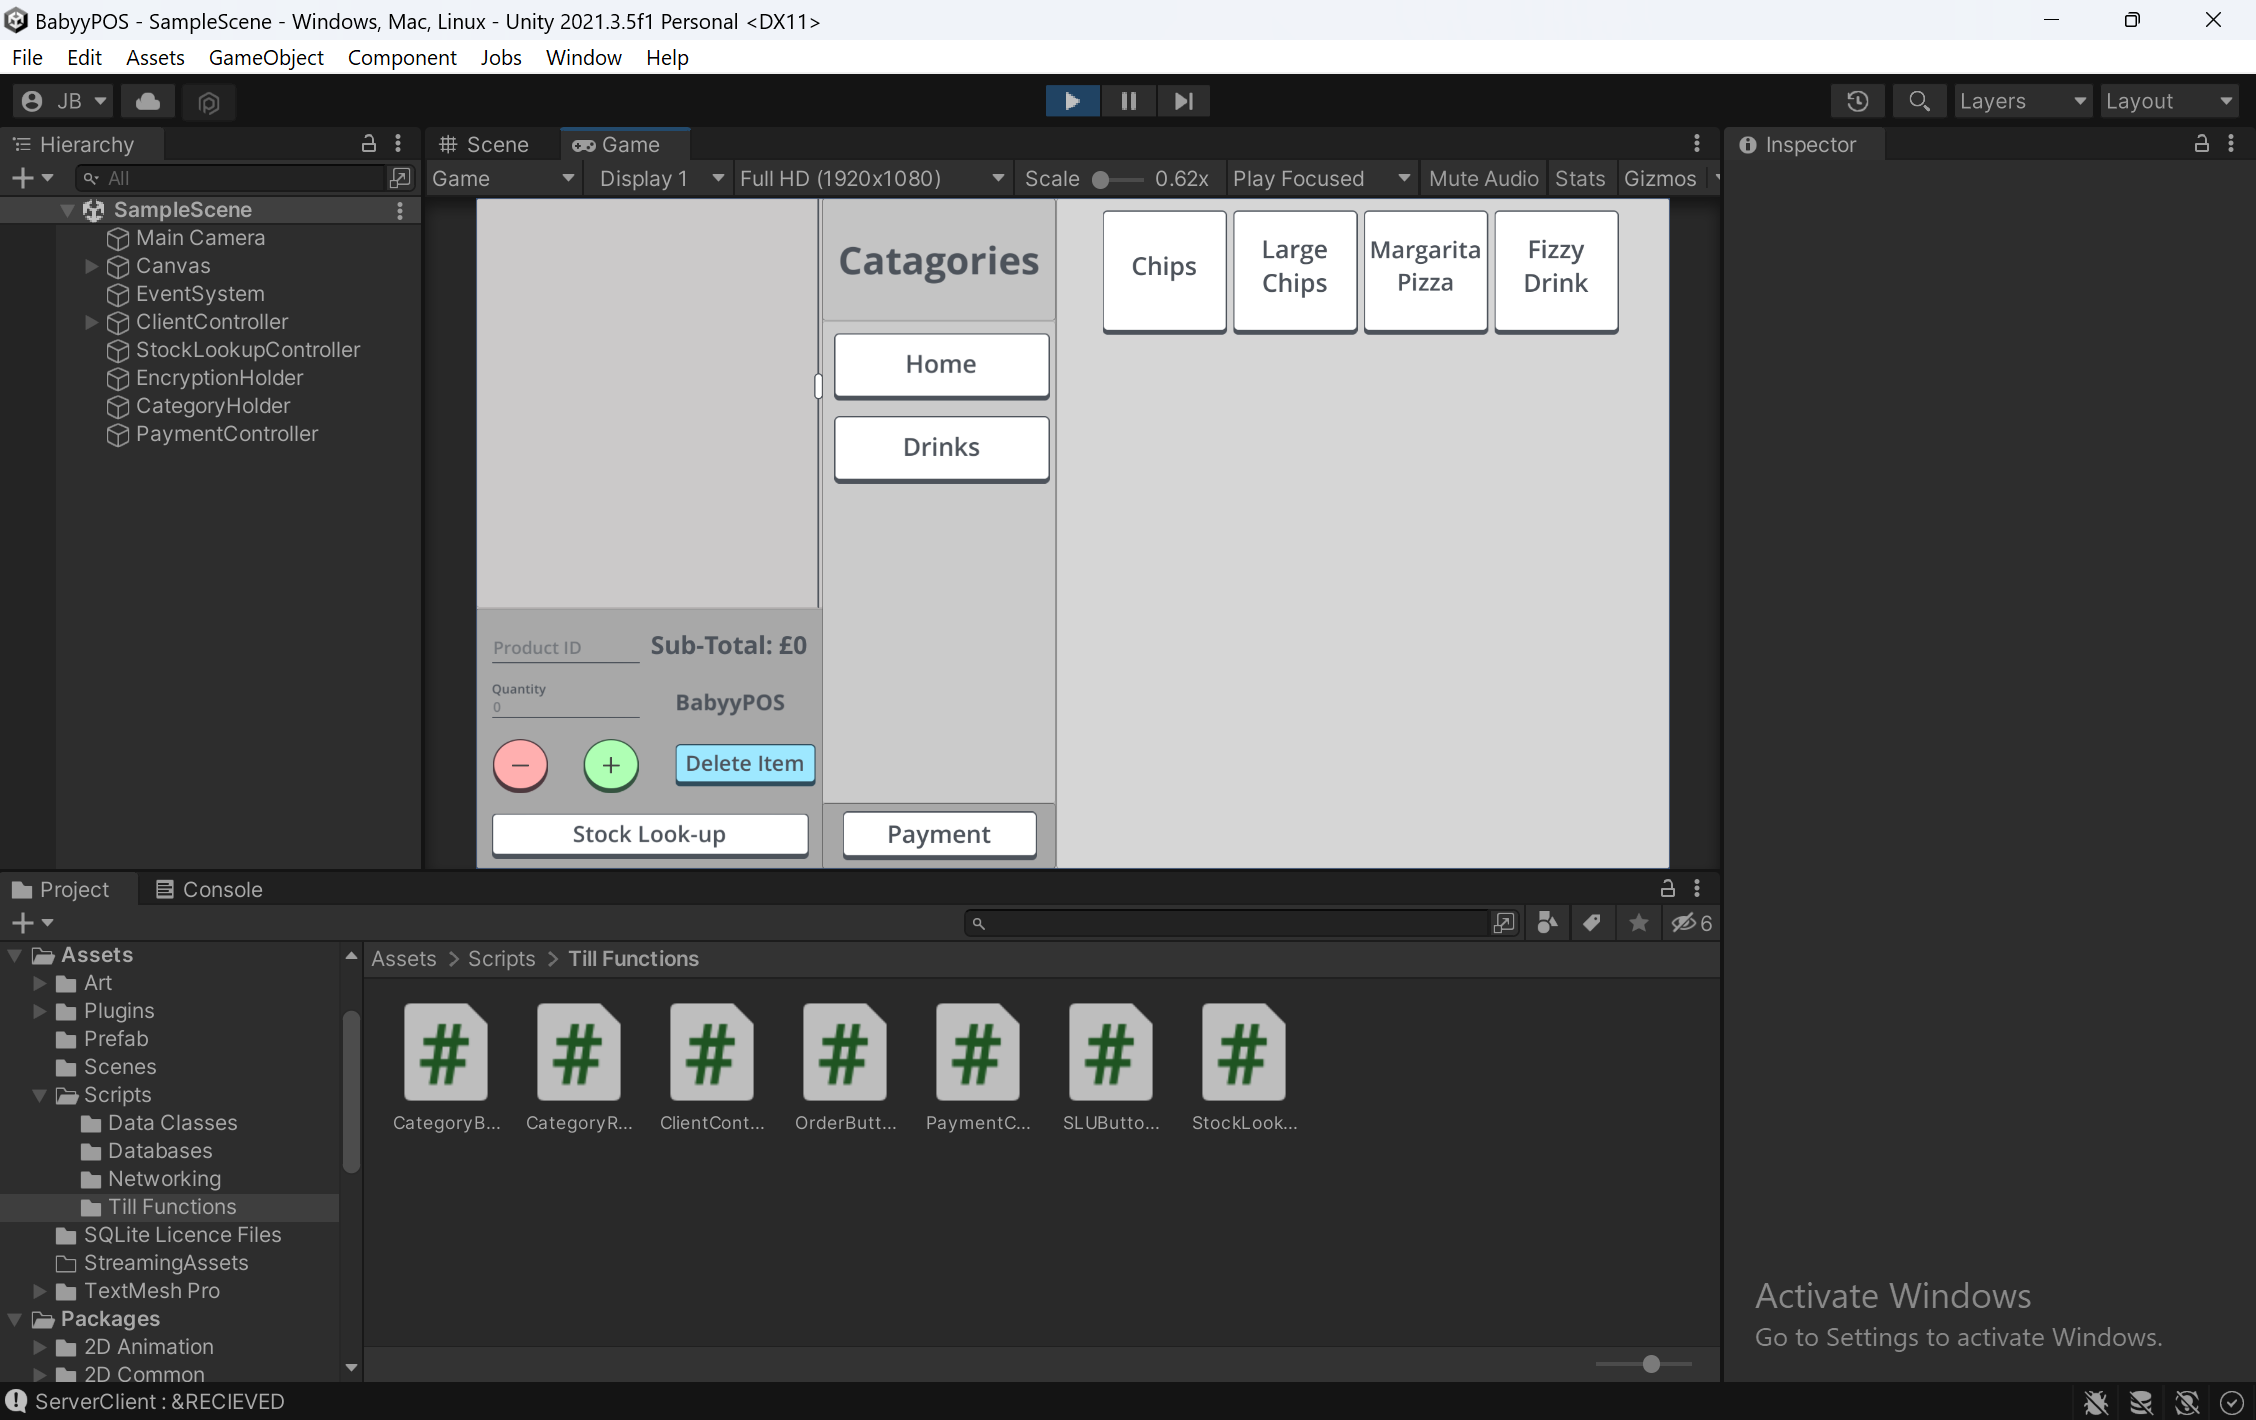 BabyyPOS - SampleScene - Windows, Mac, Linux - Unity 2021.3.5f1 Personal <DX11>
File Edit Assets GameObject Component Jobs Window Help
JB
Layers
Layout
Hierarchy
All
SampleScene
Main Camera
Canvas
EventSystem
ClientController
StockLookupController
EncryptionHolder
CategoryHolder
PaymentController
Scene
Game
Game
Display 1
Full HD (1920x1080)
Scale 0.62x
Play Focused
Mute Audio
Stats
Gizmos
Catagories
Home
Drinks
Chips
Large
Chips
Margarita
Pizza
Fizzy
Drink
Product ID
Sub-Total: £0
Quantity
0
BabyyPOS
−
+
Delete Item
Stock Look-up
Payment
Inspector
Project
Console
6
Assets
Art
Plugins
Prefab
Scenes
Scripts
Data Classes
Databases
Networking
Till Functions
SQLite Licence Files
StreamingAssets
TextMesh Pro
Packages
2D Animation
2D Common
Assets > Scripts > Till Functions
CategoryB...
CategoryR...
ClientCont...
OrderButt...
PaymentC...
SLUButto...
StockLook...
Activate Windows
Go to Settings to activate Windows.
ServerClient : &RECIEVED